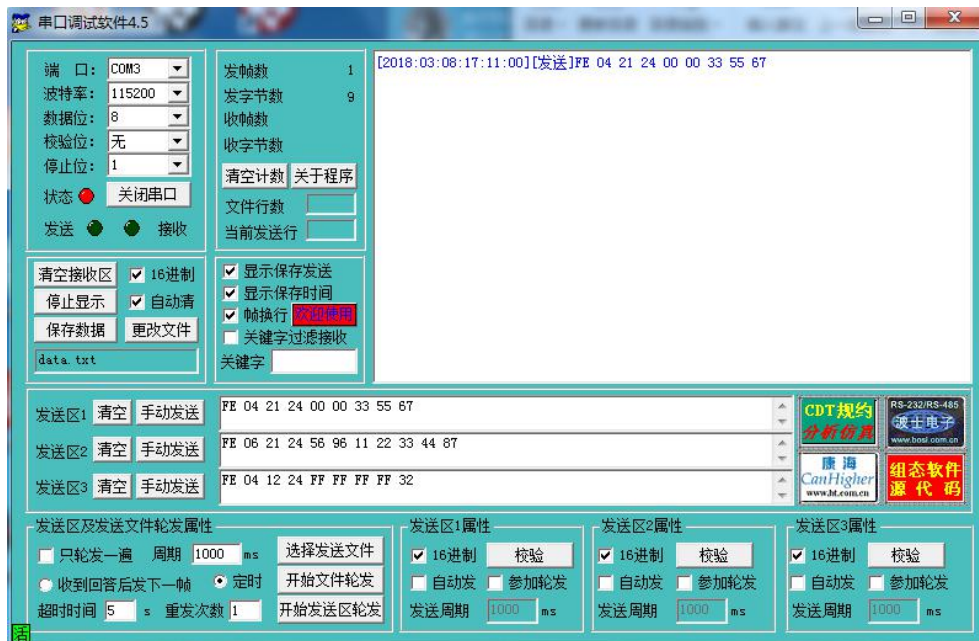 串口调试软件4.5
端 口: COM3
波特率: 115200
数据位: 8
校验位: 无
停止位: 1
状态 关闭串口
发送 接收
发帧数 1
发字节数 9
收帧数
收字节数
清空计数 关于程序
文件行数
当前发送行
[2018:03:08:17:11:00][发送]FE 04 21 24 00 00 33 55 67
清空接收区 16进制
停止显示 自动清
保存数据 更改文件
data.txt
显示保存发送
显示保存时间
帧换行 欢迎使用
关键字过滤接收
关键字
发送区1 清空 手动发送 FE 04 21 24 00 00 33 55 67
发送区2 清空 手动发送 FE 06 21 24 56 96 11 22 33 44 87
发送区3 清空 手动发送 FE 04 12 24 FF FF FF FF 32
CDT规约
分析仿真
RS-232/RS-485
波士电子
www.bosi.com.cn
康海
CanHigher
www.ht.com.cn
组态软件
源代码
发送区及发送文件轮发属性
只轮发一遍 周期 1000 ms 选择发送文件
收到回答后发下一帧 定时 开始文件轮发
超时时间 5 s 重发次数 1 开始发送区轮发
发送区1属性
16进制 校验
自动发 参加轮发
发送周期 1000 ms
发送区2属性
16进制 校验
自动发 参加轮发
发送周期 1000 ms
发送区3属性
16进制 校验
自动发 参加轮发
发送周期 1000 ms
活